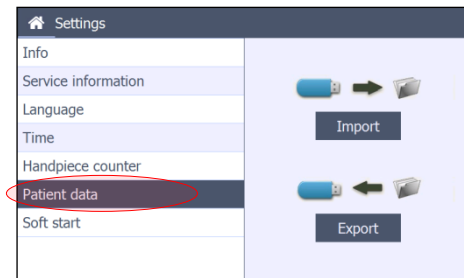 Settings
Info
Service information
Language
Time
Handpiece counter
Patient data
Soft start
Import
Export